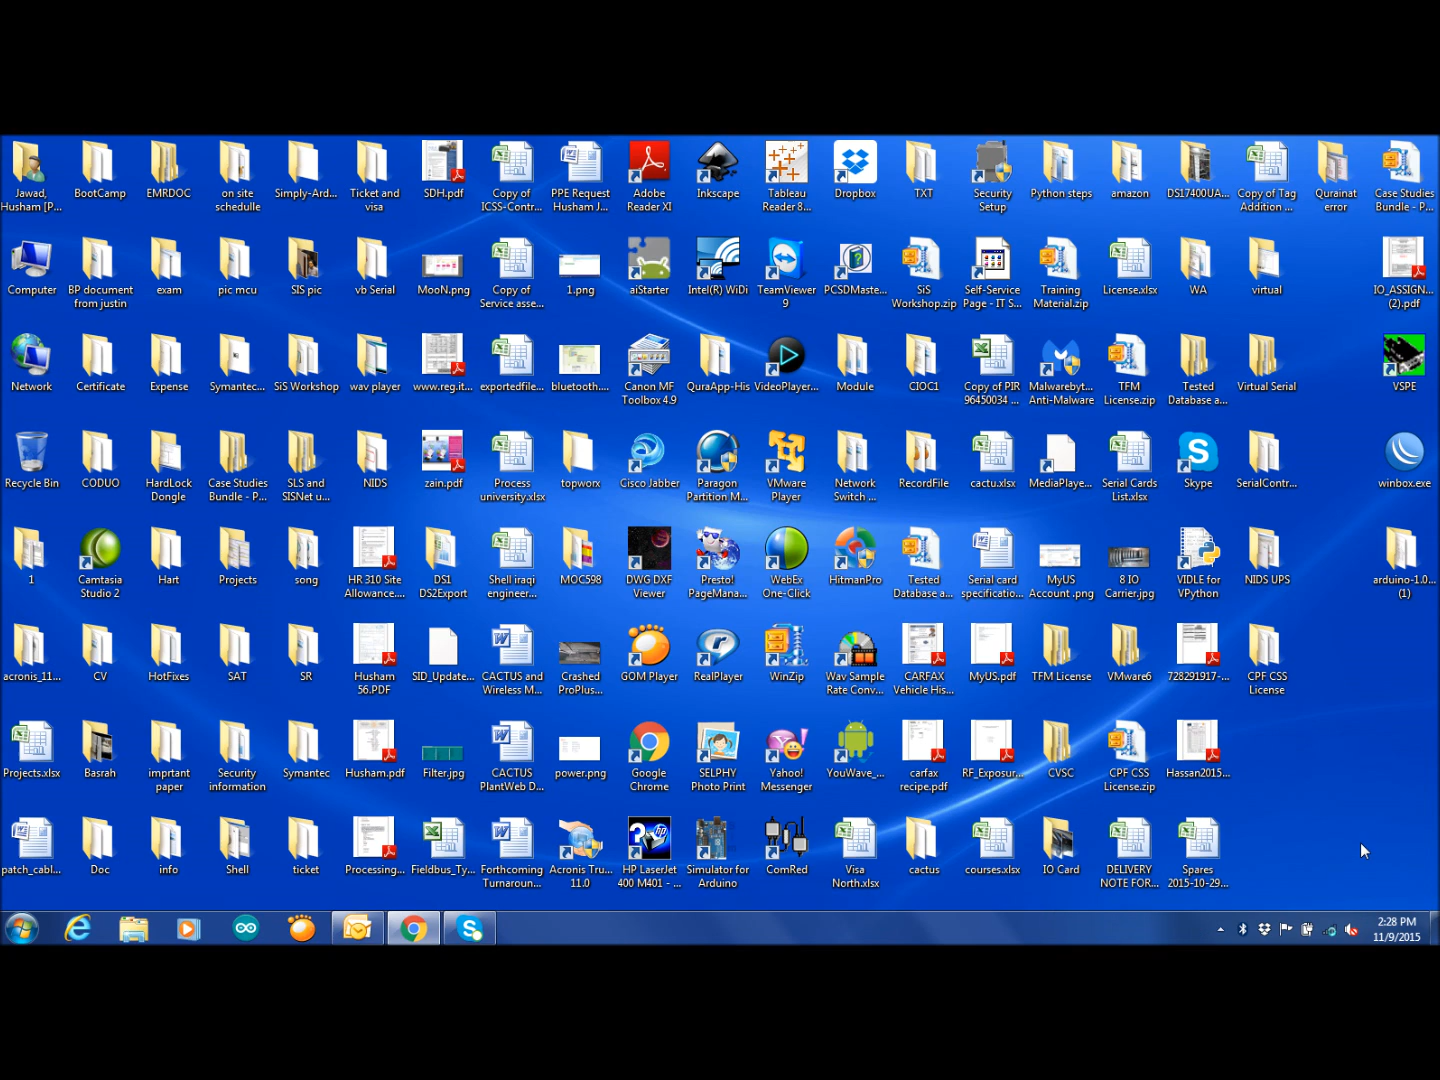 Jawad,
Husham [P...
BootCamp
EMRDOC
on site
schedulle
Simply-Ard...
Ticket and
visa
SDH.pdf
Copy of
ICSS-Contr...
PPE Request
Husham J...
Adobe
Reader XI
Inkscape
Tableau
Reader 8...
Dropbox
TXT
Security
Setup
Python steps
amazon
DS17400UA...
Copy of Tag
Addition ...
Qurainat
error
Case Studies
Bundle - P...
Computer
BP document
from justin
exam
pic mcu
SIS pic
vb Serial
MooN.png
Copy of
Service asse...
1.png
aiStarter
Intel(R) WiDi
TeamViewer
9
PCSDMaste...
SiS
Workshop.zip
Self-Service
Page - IT S...
Training
Material.zip
License.xlsx
WA
virtual
IO_ASSIGN...
(2).pdf
Network
Certificate
Expense
Symantec...
SiS Workshop
wav player
www.reg.it...
exportedfile...
bluetooth....
Canon MF
Toolbox 4.9
QuraApp-His
VideoPlayer...
Module
CIOC1
Copy of PIR
96450034 ...
Malwarebyt...
Anti-Malware
TFM
License.zip
Tested
Database a...
Virtual Serial
VSPE
Recycle Bin
CODUO
HardLock
Dongle
Case Studies
Bundle - P...
SLS and
SISNet u...
NIDS
zain.pdf
Process
university.xlsx
topworx
Cisco Jabber
Paragon
Partition M...
VMware
Player
Network
Switch ...
RecordFile
cactu.xlsx
MediaPlaye...
Serial Cards
List.xlsx
Skype
SerialContr...
winbox.exe
1
Camtasia
Studio 2
Hart
Projects
song
HR 310 Site
Allowance....
DS1
DS2Export
Shell iraqi
engineer...
MOC598
DWG DXF
Viewer
Presto!
PageMana...
WebEx
One-Click
HitmanPro
Tested
Database a...
Serial card
specificatio...
MyUS
Account .png
8 IO
Carrier.jpg
VIDLE for
VPython
NIDS UPS
arduino-1.0...
(1)
acronis_11...
CV
HotFixes
SAT
SR
Husham
56.PDF
SID_Update...
CACTUS and
Wireless M...
Crashed
ProPlus...
GOM Player
RealPlayer
WinZip
Wav Sample
Rate Conv...
CARFAX
Vehicle His...
MyUS.pdf
TFM License
VMware6
728291917-...
CPF CSS
License
Projects.xlsx
Basrah
imprtant
paper
Security
information
Symantec
Husham.pdf
Filter.jpg
CACTUS
PlantWeb D...
power.png
Google
Chrome
SELPHY
Photo Print
Yahoo!
Messenger
YouWave_...
carfax
recipe.pdf
RF_Exposur...
CVSC
CPF CSS
License.zip
Hassan2015...
patch_cabl...
Doc
info
Shell
ticket
Processing...
Fieldbus_Ty...
Forthcoming
Turnaroun...
Acronis Tru...
11.0
HP LaserJet
400 M401 - ...
Simulator for
Arduino
ComRed
Visa
North.xlsx
cactus
courses.xlsx
IO Card
DELIVERY
NOTE FOR...
Spares
2015-10-29...
2:28 PM
11/9/2015